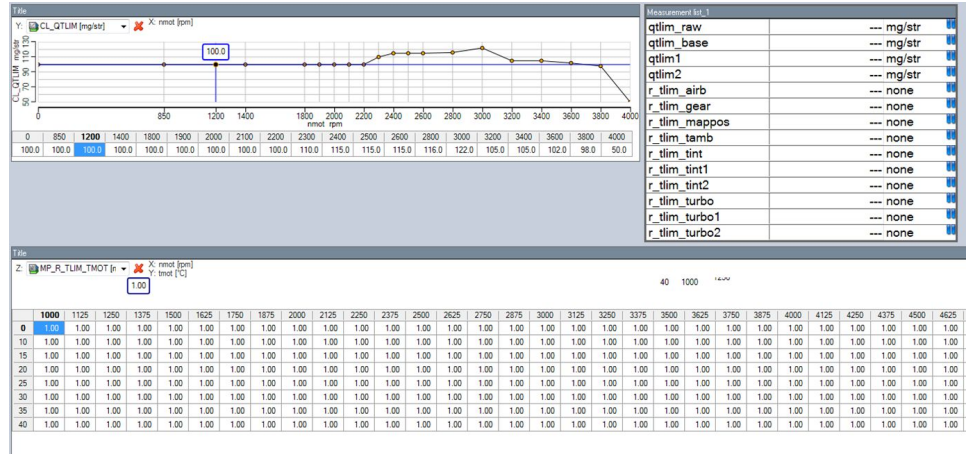 Title
Y: CL_QTLIM [mg/str] X: nmot [rpm]
CL_QTLIM mg/str
50 70 90 110 130
100.0
0 850 1200 1400 1800 2000 2200 2400 2600 2800 3000 3200 3400 3600 3800 4000
nmot rpm
0 850 1200 1400 1800 1900 2000 2100 2200 2300 2400 2500 2600 2800 3000 3200 3400 3600 3800 4000
100.0 100.0 100.0 100.0 100.0 100.0 100.0 100.0 100.0 110.0 115.0 115.0 115.0 116.0 122.0 105.0 105.0 102.0 98.0 50.0
Measurement list_1
qtlim_raw --- mg/str
qtlim_base --- mg/str
qtlim1 --- mg/str
qtlim2 --- mg/str
r_tlim_airb --- none
r_tlim_gear --- none
r_tlim_mappos --- none
r_tlim_tamb --- none
r_tlim_tint --- none
r_tlim_tint1 --- none
r_tlim_tint2 --- none
r_tlim_turbo --- none
r_tlim_turbo1 --- none
r_tlim_turbo2 --- none
Title
Z: MP_R_TLIM_TMOT [r X: nmot [rpm]
Y: tmot [°C]
1.00
40 1000 1250
1000 1125 1250 1375 1500 1625 1750 1875 2000 2125 2250 2375 2500 2625 2750 2875 3000 3125 3250 3375 3500 3625 3750 3875 4000 4125 4250 4375 4500 4625
0 1.00 1.00 1.00 1.00 1.00 1.00 1.00 1.00 1.00 1.00 1.00 1.00 1.00 1.00 1.00 1.00 1.00 1.00 1.00 1.00 1.00 1.00 1.00 1.00 1.00 1.00 1.00 1.00 1.00 1.00
10 1.00 1.00 1.00 1.00 1.00 1.00 1.00 1.00 1.00 1.00 1.00 1.00 1.00 1.00 1.00 1.00 1.00 1.00 1.00 1.00 1.00 1.00 1.00 1.00 1.00 1.00 1.00 1.00 1.00 1.00
15 1.00 1.00 1.00 1.00 1.00 1.00 1.00 1.00 1.00 1.00 1.00 1.00 1.00 1.00 1.00 1.00 1.00 1.00 1.00 1.00 1.00 1.00 1.00 1.00 1.00 1.00 1.00 1.00 1.00 1.00
20 1.00 1.00 1.00 1.00 1.00 1.00 1.00 1.00 1.00 1.00 1.00 1.00 1.00 1.00 1.00 1.00 1.00 1.00 1.00 1.00 1.00 1.00 1.00 1.00 1.00 1.00 1.00 1.00 1.00 1.00
25 1.00 1.00 1.00 1.00 1.00 1.00 1.00 1.00 1.00 1.00 1.00 1.00 1.00 1.00 1.00 1.00 1.00 1.00 1.00 1.00 1.00 1.00 1.00 1.00 1.00 1.00 1.00 1.00 1.00 1.00
30 1.00 1.00 1.00 1.00 1.00 1.00 1.00 1.00 1.00 1.00 1.00 1.00 1.00 1.00 1.00 1.00 1.00 1.00 1.00 1.00 1.00 1.00 1.00 1.00 1.00 1.00 1.00 1.00 1.00 1.00
35 1.00 1.00 1.00 1.00 1.00 1.00 1.00 1.00 1.00 1.00 1.00 1.00 1.00 1.00 1.00 1.00 1.00 1.00 1.00 1.00 1.00 1.00 1.00 1.00 1.00 1.00 1.00 1.00 1.00 1.00
40 1.00 1.00 1.00 1.00 1.00 1.00 1.00 1.00 1.00 1.00 1.00 1.00 1.00 1.00 1.00 1.00 1.00 1.00 1.00 1.00 1.00 1.00 1.00 1.00 1.00 1.00 1.00 1.00 1.00 1.00